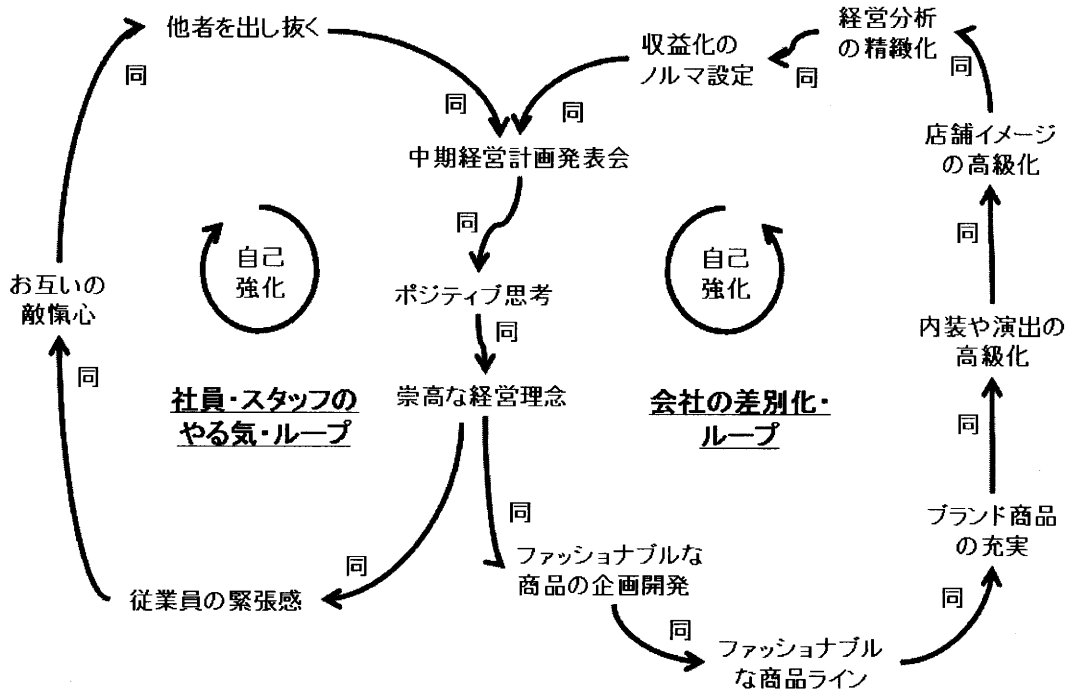 他者を出し抜く
同
同
収益化の
ノルマ設定
同
経営分析
の精緻化
同
同
店舗イメージ
の高級化
同
中期経営計画発表会
同
自己
強化
自己
強化
お互いの
敵愾心
同
ポジティブ思考
同
内装や演出の
高級化
同
崇高な経営理念
社員・スタッフの
やる気・ループ
会社の差別化・
ループ
同
ブランド商品
の充実
同
従業員の緊張感
同
ファッショナブルな
商品の企画開発
同
ファッショナブル
な商品ライン